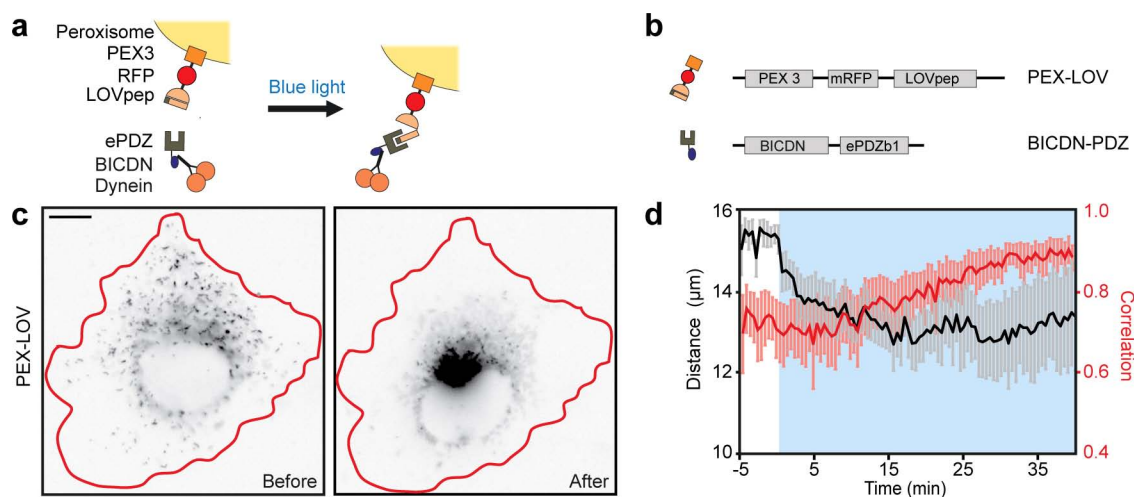 a
Peroxisome
PEX3
RFP
LOVpep
Blue light
ePDZ
BICDN
Dynein
b
PEX 3 mRFP LOVpep PEX-LOV
BICDN ePDZb1 BICDN-PDZ
c
PEX-LOV
Before
After
d
16
14
12
10
Distance (µm)
1.0
0.8
0.6
0.4
Correlation
-5 5 15 25 35
Time (min)